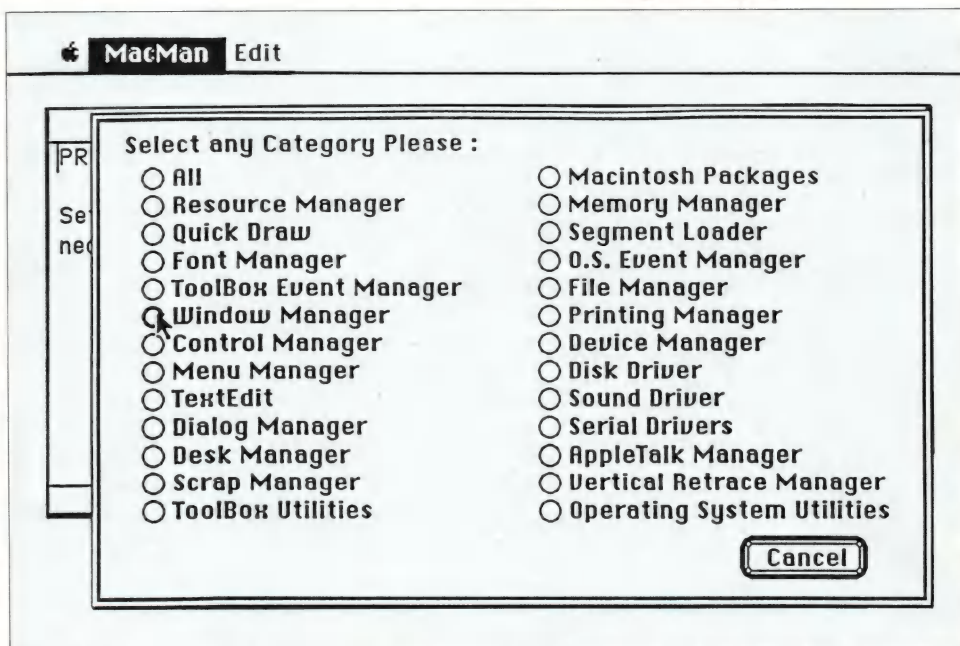 MacMan Edit
PR
Se
ned
Select any Category Please :
All
Resource Manager
Quick Draw
Font Manager
ToolBox Event Manager
Window Manager
Control Manager
Menu Manager
TextEdit
Dialog Manager
Desk Manager
Scrap Manager
ToolBox Utilities
Macintosh Packages
Memory Manager
Segment Loader
O.S. Event Manager
File Manager
Printing Manager
Device Manager
Disk Driver
Sound Driver
Serial Drivers
AppleTalk Manager
Vertical Retrace Manager
Operating System Utilities
Cancel